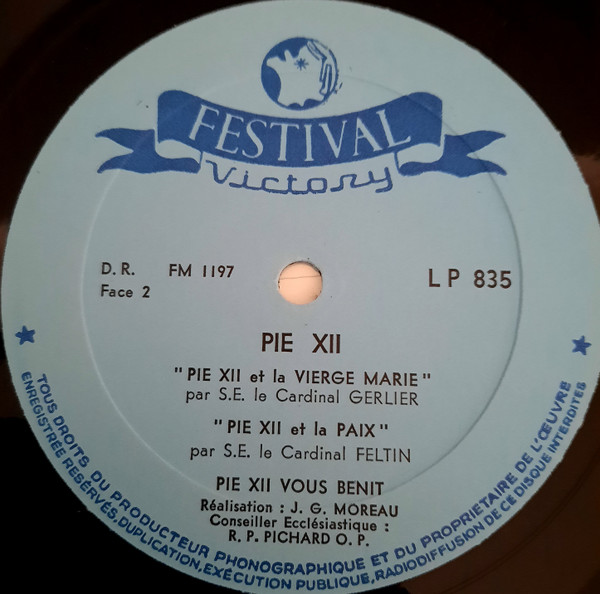 FESTIVAL
Victory
D. R. FM 1197 LP 835
Face 2
PIE XII
"PIE XII et la VIERGE MARIE"
par S.E. le Cardinal GERLIER
"PIE XII et la PAIX"
par S.E. le Cardinal FELTIN
PIE XII VOUS BENIT
Réalisation : J. G. MOREAU
Conseiller Ecclésiastique :
R. P. PICHARD O. P.
TOUS DROITS DU PRODUCTEUR PHONOGRAPHIQUE ET DU PROPRIETAIRE DE L'ŒUVRE
ENREGISTRÉE RESERVÉS, DUPLICATION, EXÉCUTION PUBLIQUE, RADIODIFFUSION DE CE DISQUE INTERDITES